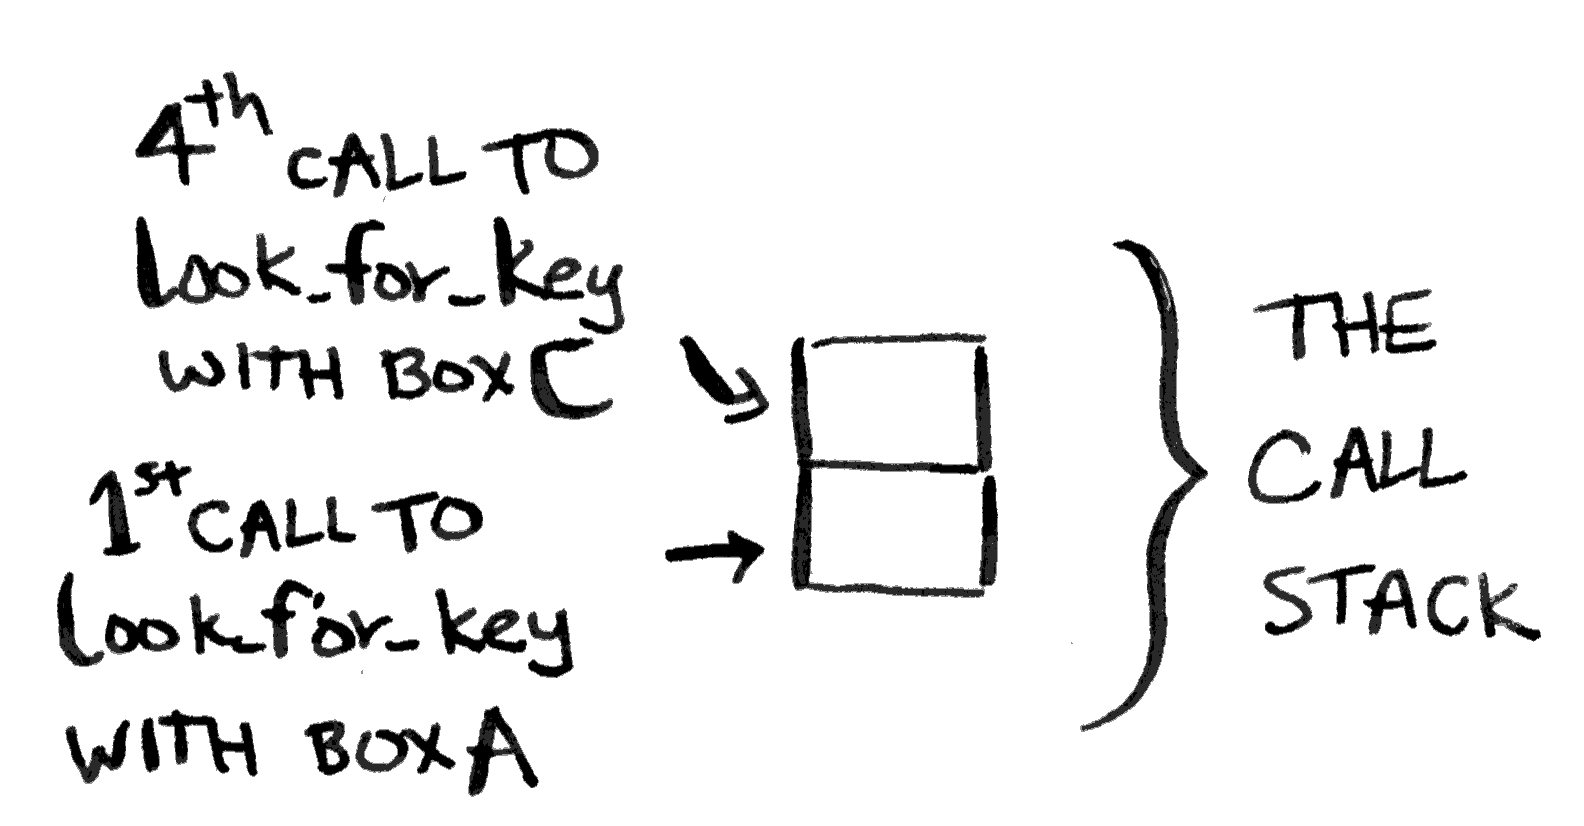 4th CALL TO
look_for_key
WITH BOX C
1st CALL TO
look_for_key
WITH BOX A
THE
CALL
STACK